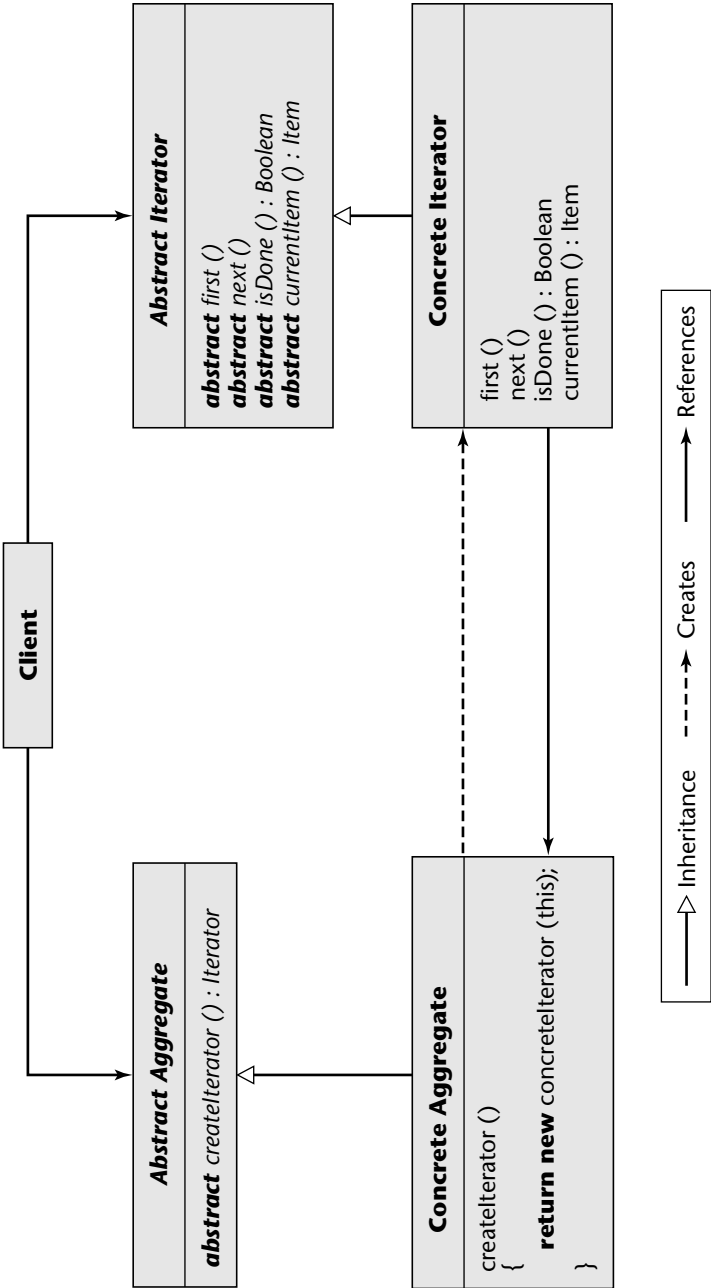 Client
Abstract Aggregate
abstract createIterator () : Iterator
Abstract Iterator
abstract first ()
abstract next ()
abstract isDone () : Boolean
abstract currentItem () : Item
Concrete Aggregate
createIterator ()
{
return new concreteIterator (this);
}
Concrete Iterator
first ()
next ()
isDone () : Boolean
currentItem () : Item
Inheritance
Creates
References